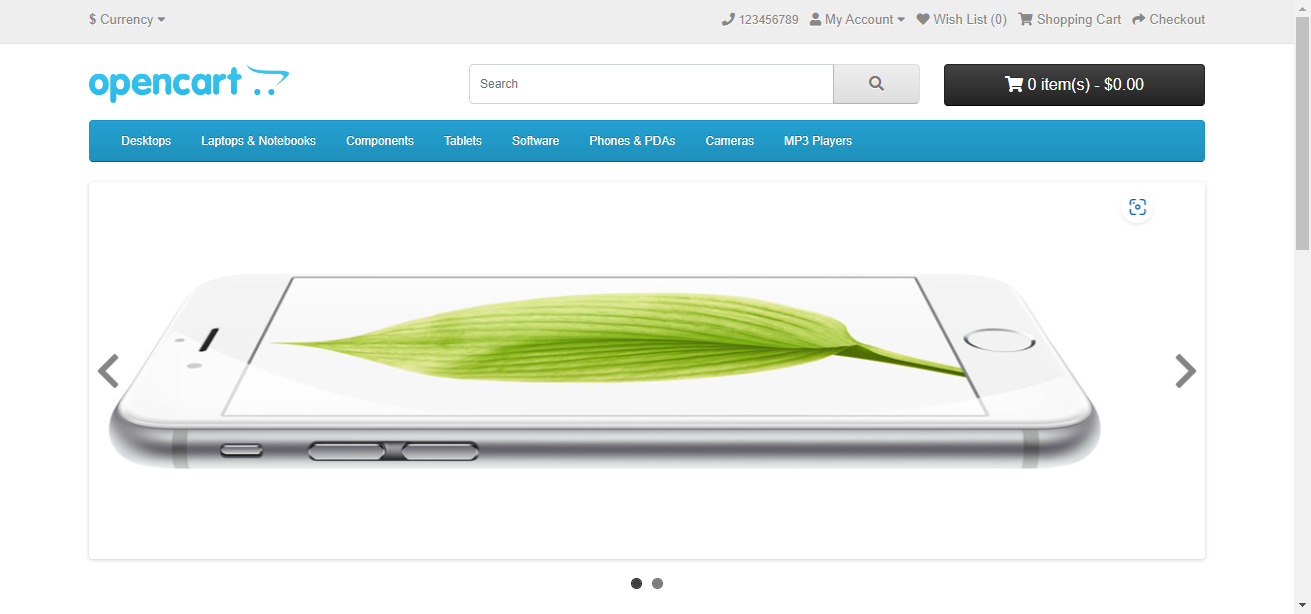 $ Currency
123456789 My Account Wish List (0) Shopping Cart Checkout
opencart
Search
0 item(s) - $0.00
Desktops Laptops & Notebooks Components Tablets Software Phones & PDAs Cameras MP3 Players